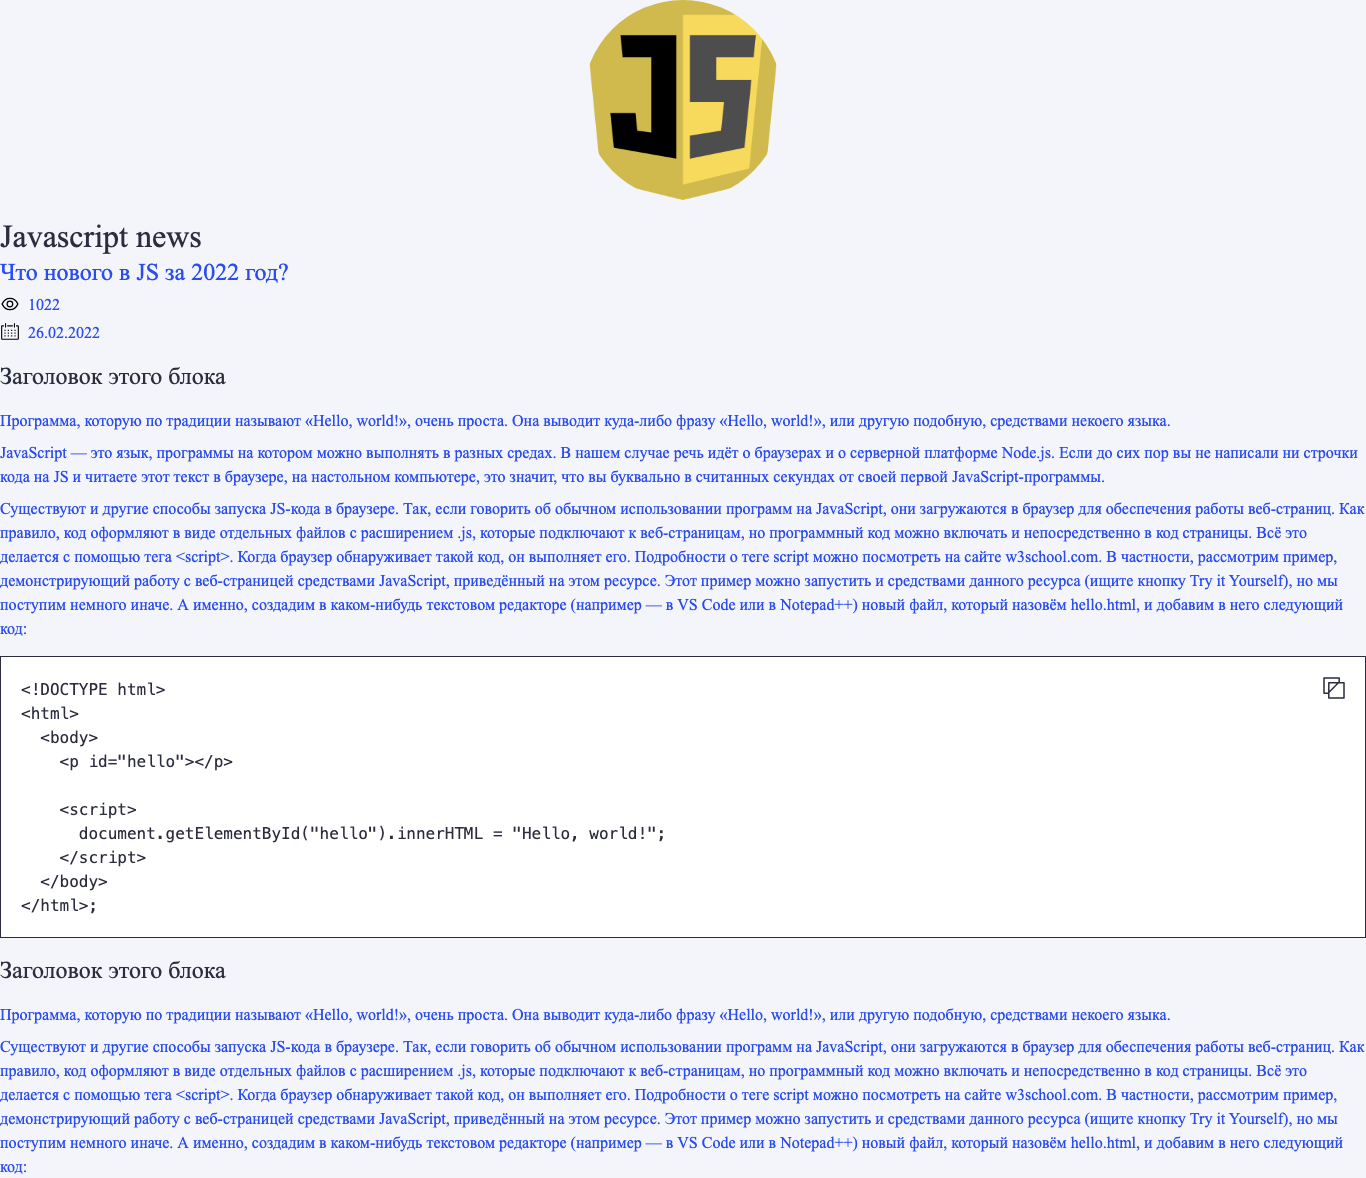 JS
Javascript news
Что нового в JS за 2022 год?
1022
26.02.2022
Заголовок этого блока
Программа, которую по традиции называют «Hello, world!», очень проста. Она выводит куда-либо фразу «Hello, world!», или другую подобную, средствами некоего языка.
JavaScript — это язык, программы на котором можно выполнять в разных средах. В нашем случае речь идёт о браузерах и о серверной платформе Node.js. Если до сих пор вы не написали ни строчки
кода на JS и читаете этот текст в браузере, на настольном компьютере, это значит, что вы буквально в считанных секундах от своей первой JavaScript-программы.
Существуют и другие способы запуска JS-кода в браузере. Так, если говорить об обычном использовании программ на JavaScript, они загружаются в браузер для обеспечения работы веб-страниц. Как
правило, код оформляют в виде отдельных файлов с расширением .js, которые подключают к веб-страницам, но программный код можно включать и непосредственно в код страницы. Всё это
делается с помощью тега <script>. Когда браузер обнаруживает такой код, он выполняет его. Подробности о теге script можно посмотреть на сайте w3school.com. В частности, рассмотрим пример,
демонстрирующий работу с веб-страницей средствами JavaScript, приведённый на этом ресурсе. Этот пример можно запустить и средствами данного ресурса (ищите кнопку Try it Yourself), но мы
поступим немного иначе. А именно, создадим в каком-нибудь текстовом редакторе (например — в VS Code или в Notepad++) новый файл, который назовём hello.html, и добавим в него следующий
код:
<!DOCTYPE html>
<html>
  <body>
    <p id="hello"></p>
    <script>
      document.getElementById("hello").innerHTML = "Hello, world!";
    </script>
  </body>
</html>;
Заголовок этого блока
Программа, которую по традиции называют «Hello, world!», очень проста. Она выводит куда-либо фразу «Hello, world!», или другую подобную, средствами некоего языка.
Существуют и другие способы запуска JS-кода в браузере. Так, если говорить об обычном использовании программ на JavaScript, они загружаются в браузер для обеспечения работы веб-страниц. Как
правило, код оформляют в виде отдельных файлов с расширением .js, которые подключают к веб-страницам, но программный код можно включать и непосредственно в код страницы. Всё это
делается с помощью тега <script>. Когда браузер обнаруживает такой код, он выполняет его. Подробности о теге script можно посмотреть на сайте w3school.com. В частности, рассмотрим пример,
демонстрирующий работу с веб-страницей средствами JavaScript, приведённый на этом ресурсе. Этот пример можно запустить и средствами данного ресурса (ищите кнопку Try it Yourself), но мы
поступим немного иначе. А именно, создадим в каком-нибудь текстовом редакторе (например — в VS Code или в Notepad++) новый файл, который назовём hello.html, и добавим в него следующий
код: